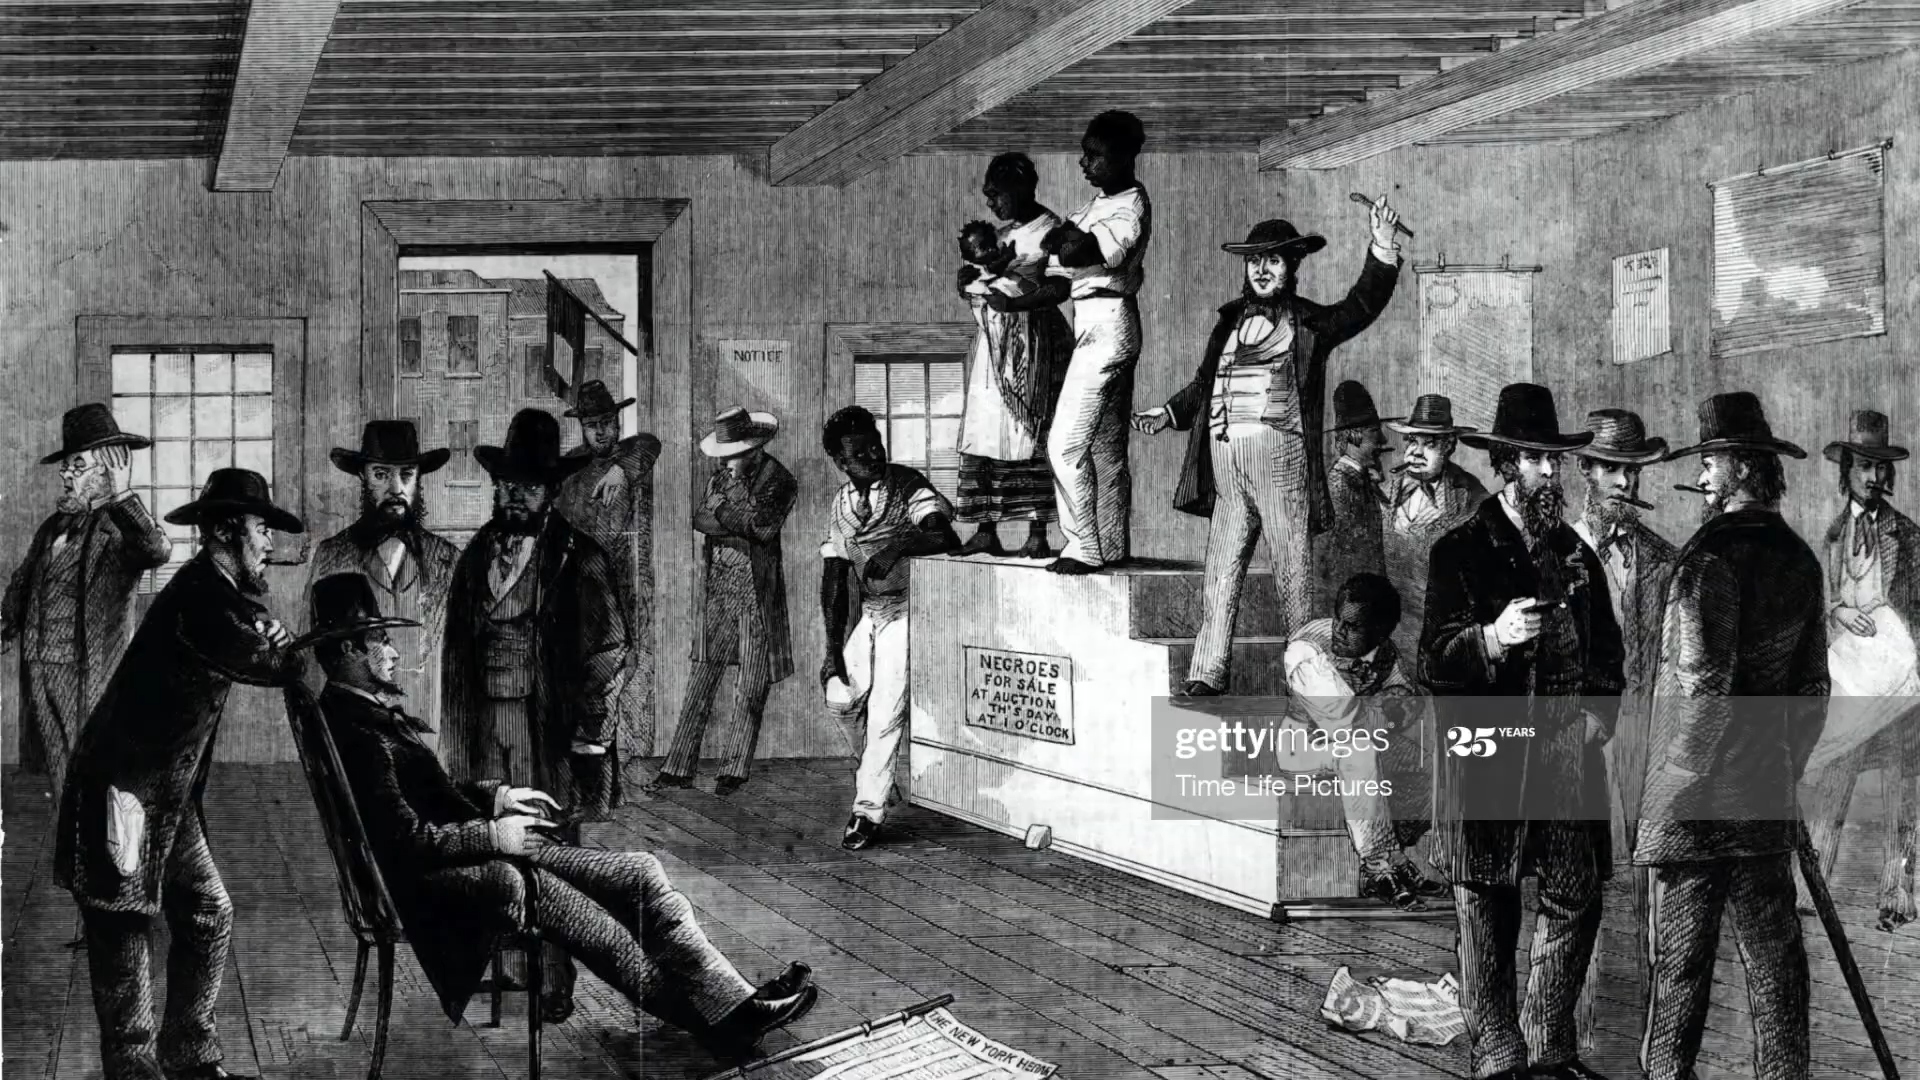 NOTICE
NEGROES
FOR SALE
AT AUCTION
TH'S DAY
AT 1 O'CLOCK
gettyimages
25 YEARS
Time Life Pictures
TR
THE NEW YORK HERA